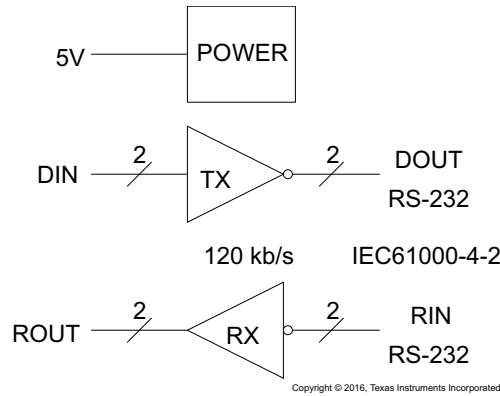 POWER
5V
2
2
DIN
TX
DOUT
RS-232
120 kb/s
IEC61000-4-2
2
2
ROUT
RX
RIN
RS-232
Copyright © 2016, Texas Instruments Incorporated